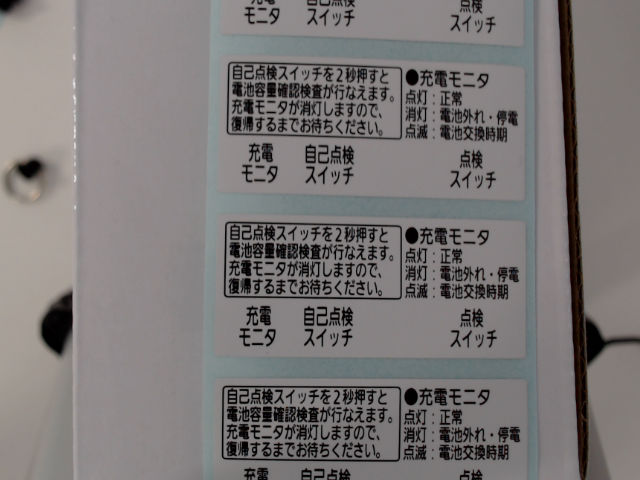 充電 自己点検 点検
モニタ スイッチ スイッチ
自己点検スイッチを2秒押すと
電池容量確認検査が行なえます。
充電モニタが消灯しますので、
復帰するまでお待ちください。
●充電モニタ
点灯：正常
消灯：電池外れ・停電
点滅：電池交換時期
充電 自己点検 点検
モニタ スイッチ スイッチ
自己点検スイッチを2秒押すと
電池容量確認検査が行なえます。
充電モニタが消灯しますので、
復帰するまでお待ちください。
●充電モニタ
点灯：正常
消灯：電池外れ・停電
点滅：電池交換時期
充電 自己点検 点検
モニタ スイッチ スイッチ
自己点検スイッチを2秒押すと
電池容量確認検査が行なえます。
充電モニタが消灯しますので、
復帰するまでお待ちください。
●充電モニタ
点灯：正常
消灯：電池外れ・停電
点滅：電池交換時期
充電 自己点検 点検